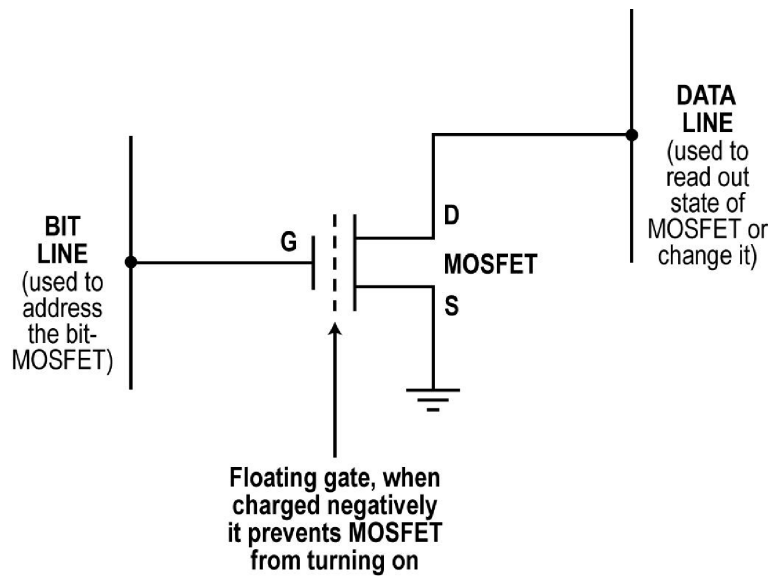 BIT
LINE
(used to
address
the bit-
MOSFET)
G
D
MOSFET
S
DATA
LINE
(used to
read out
state of
MOSFET or
change it)
Floating gate, when
charged negatively
it prevents MOSFET
from turning on